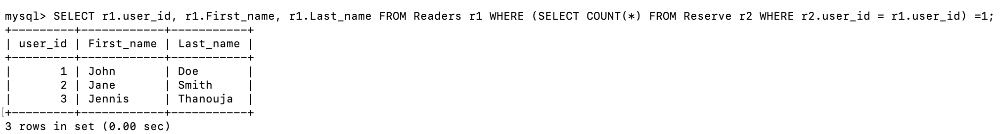 mysql> SELECT r1.user_id, r1.First_name, r1.Last_name FROM Readers r1 WHERE (SELECT COUNT(*) FROM Reserve r2 WHERE r2.user_id = r1.user_id) =1;
+---------+------------+-----------+
| user_id | First_name | Last_name |
+---------+------------+-----------+
|       1 | John       | Doe       |
|       2 | Jane       | Smith     |
|       3 | Jennis     | Thanouja  |
[+---------+------------+-----------+
3 rows in set (0.00 sec)